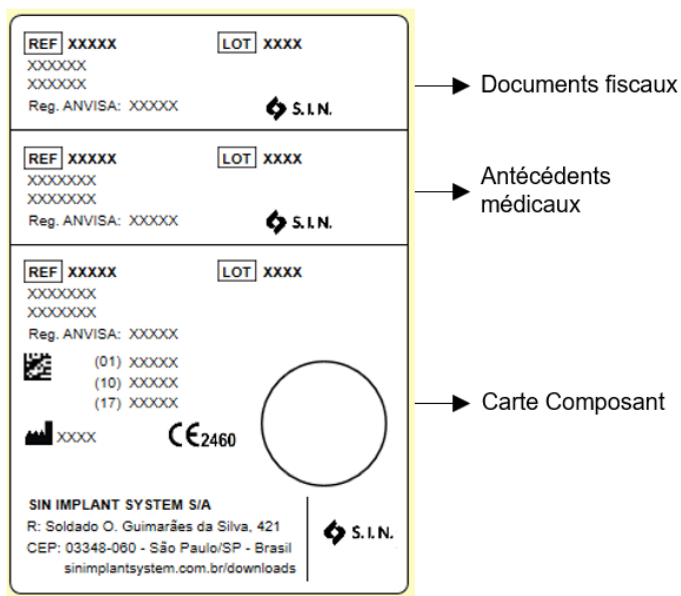 REF XXXXX LOT XXXX
XXXXXX
XXXXXX
Reg. ANVISA: XXXXX
S.I.N.
Documents fiscaux
REF XXXXX LOT XXXX
XXXXXXX
XXXXXXX
Reg. ANVISA: XXXXX
S.I.N.
Antécédents
médicaux
REF XXXXX LOT XXXX
XXXXXXX
XXXXXXX
Reg. ANVISA: XXXXX
(01) XXXXX
(10) XXXXX
(17) XXXXX
XXXX
CE2460
Carte Composant
SIN IMPLANT SYSTEM S/A
R: Soldado O. Guimarães da Silva, 421
CEP: 03348-060 - São Paulo/SP - Brasil
sinimplantsystem.com.br/downloads
S.I.N.